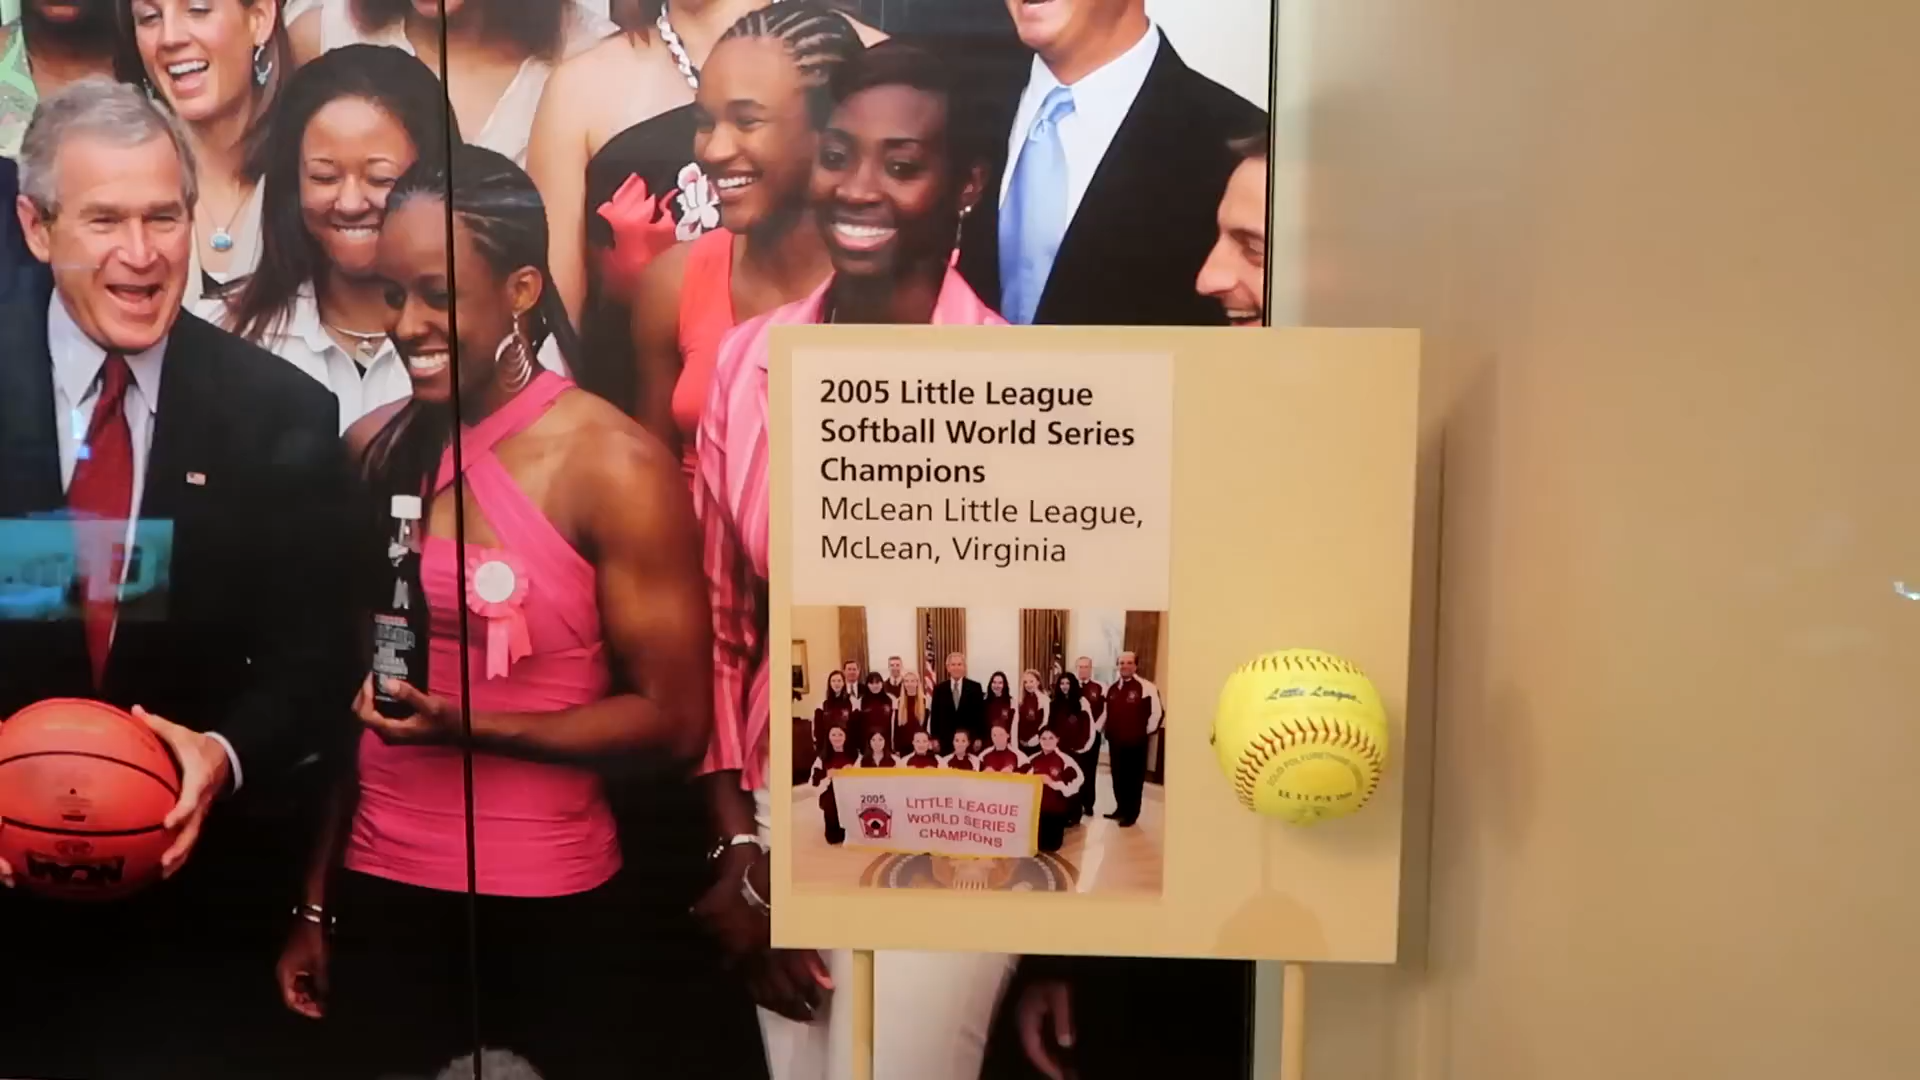 2005 Little League
Softball World Series
Champions
McLean Little League,
McLean, Virginia
2005
LITTLE LEAGUE
WORLD SERIES
CHAMPIONS
Little League
NCAA